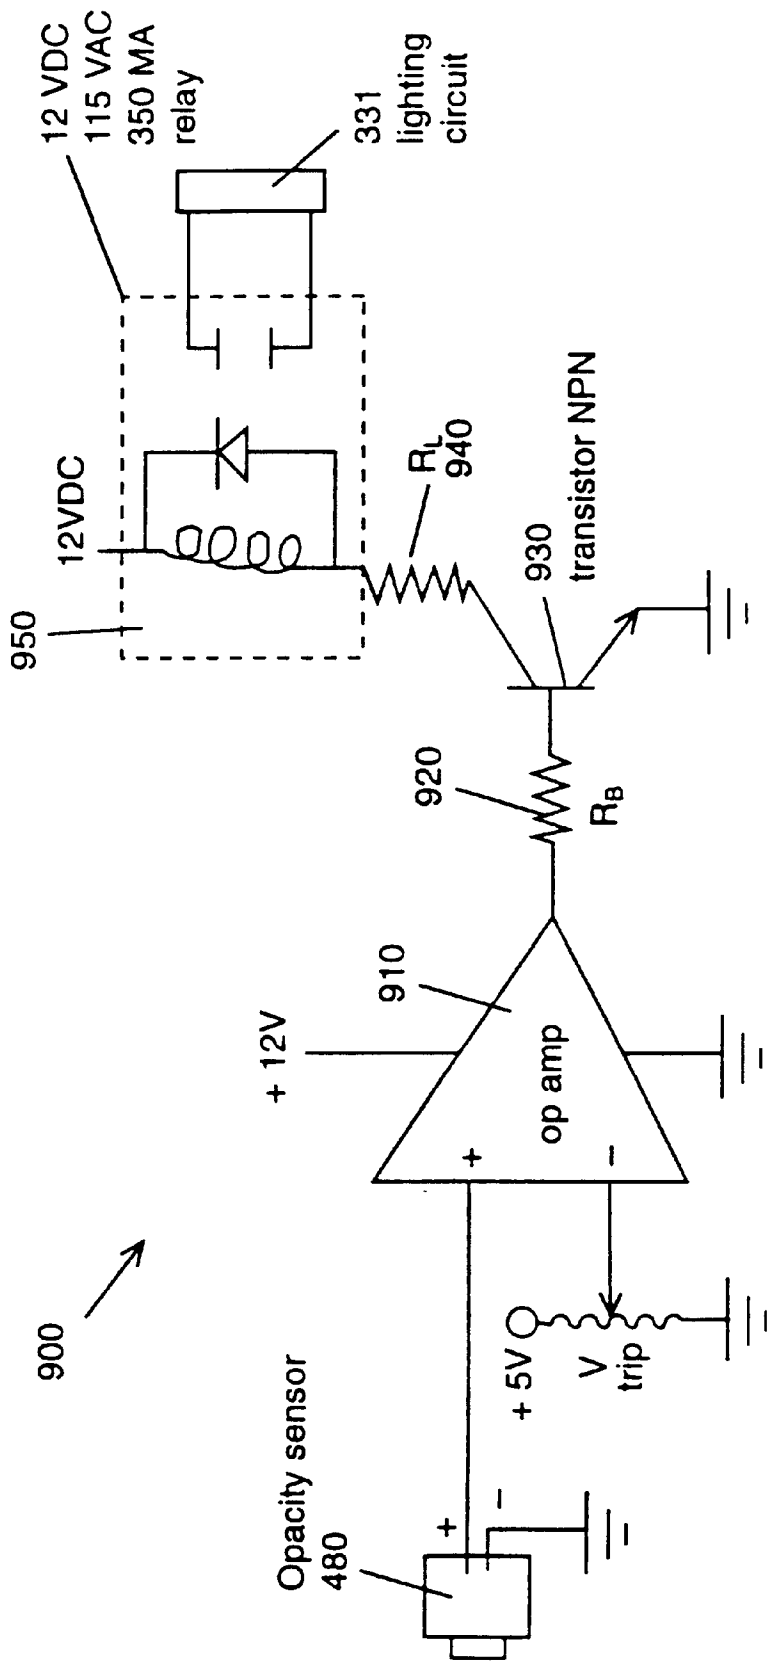 900
Opacity sensor
480
+
−
+ 5V
V
trip
+ 12V
910
+
−
op amp
920
R_B
950
12VDC
R_L
940
930
transistor NPN
12 VDC
115 VAC
350 MA
relay
331
lighting
circuit